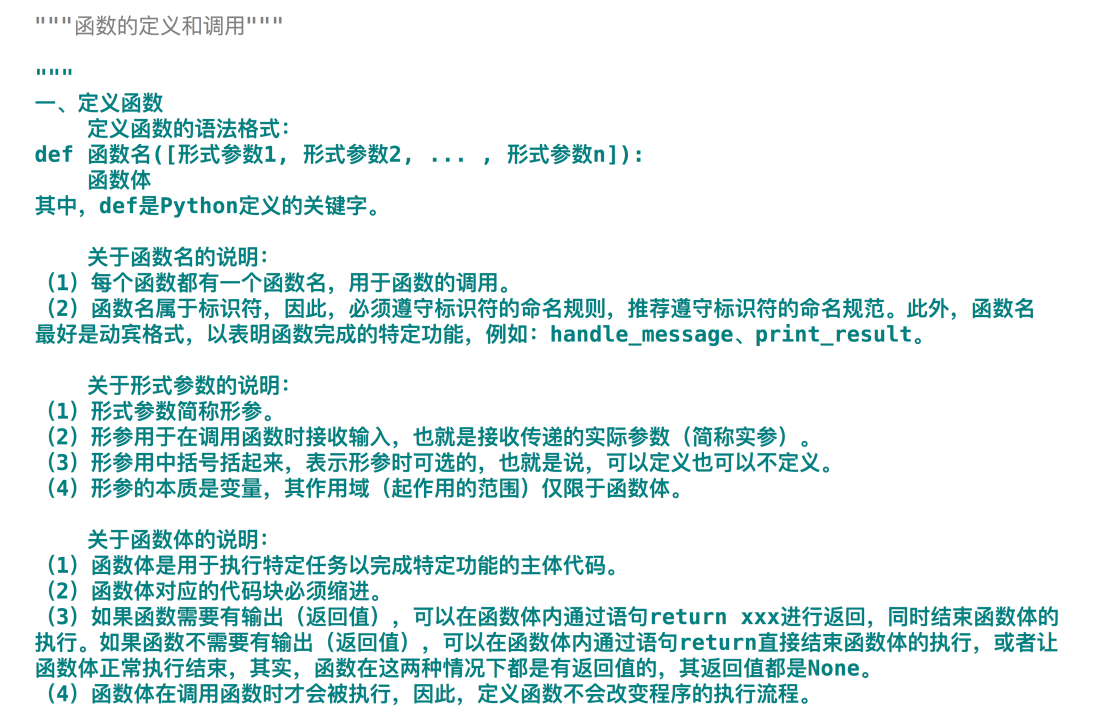 """函数的定义和调用"""
"""
一、定义函数
定义函数的语法格式：
def 函数名([形式参数1, 形式参数2, ... , 形式参数n]):
函数体
其中，def是Python定义的关键字。
关于函数名的说明：
（1）每个函数都有一个函数名，用于函数的调用。
（2）函数名属于标识符，因此，必须遵守标识符的命名规则，推荐遵守标识符的命名规范。此外，函数名
最好是动宾格式，以表明函数完成的特定功能，例如：handle_message、print_result。
关于形式参数的说明：
（1）形式参数简称形参。
（2）形参用于在调用函数时接收输入，也就是接收传递的实际参数（简称实参）。
（3）形参用中括号括起来，表示形参时可选的，也就是说，可以定义也可以不定义。
（4）形参的本质是变量，其作用域（起作用的范围）仅限于函数体。
关于函数体的说明：
（1）函数体是用于执行特定任务以完成特定功能的主体代码。
（2）函数体对应的代码块必须缩进。
（3）如果函数需要有输出（返回值），可以在函数体内通过语句return xxx进行返回，同时结束函数体的
执行。如果函数不需要有输出（返回值），可以在函数体内通过语句return直接结束函数体的执行，或者让
函数体正常执行结束，其实，函数在这两种情况下都是有返回值的，其返回值都是None。
（4）函数体在调用函数时才会被执行，因此，定义函数不会改变程序的执行流程。